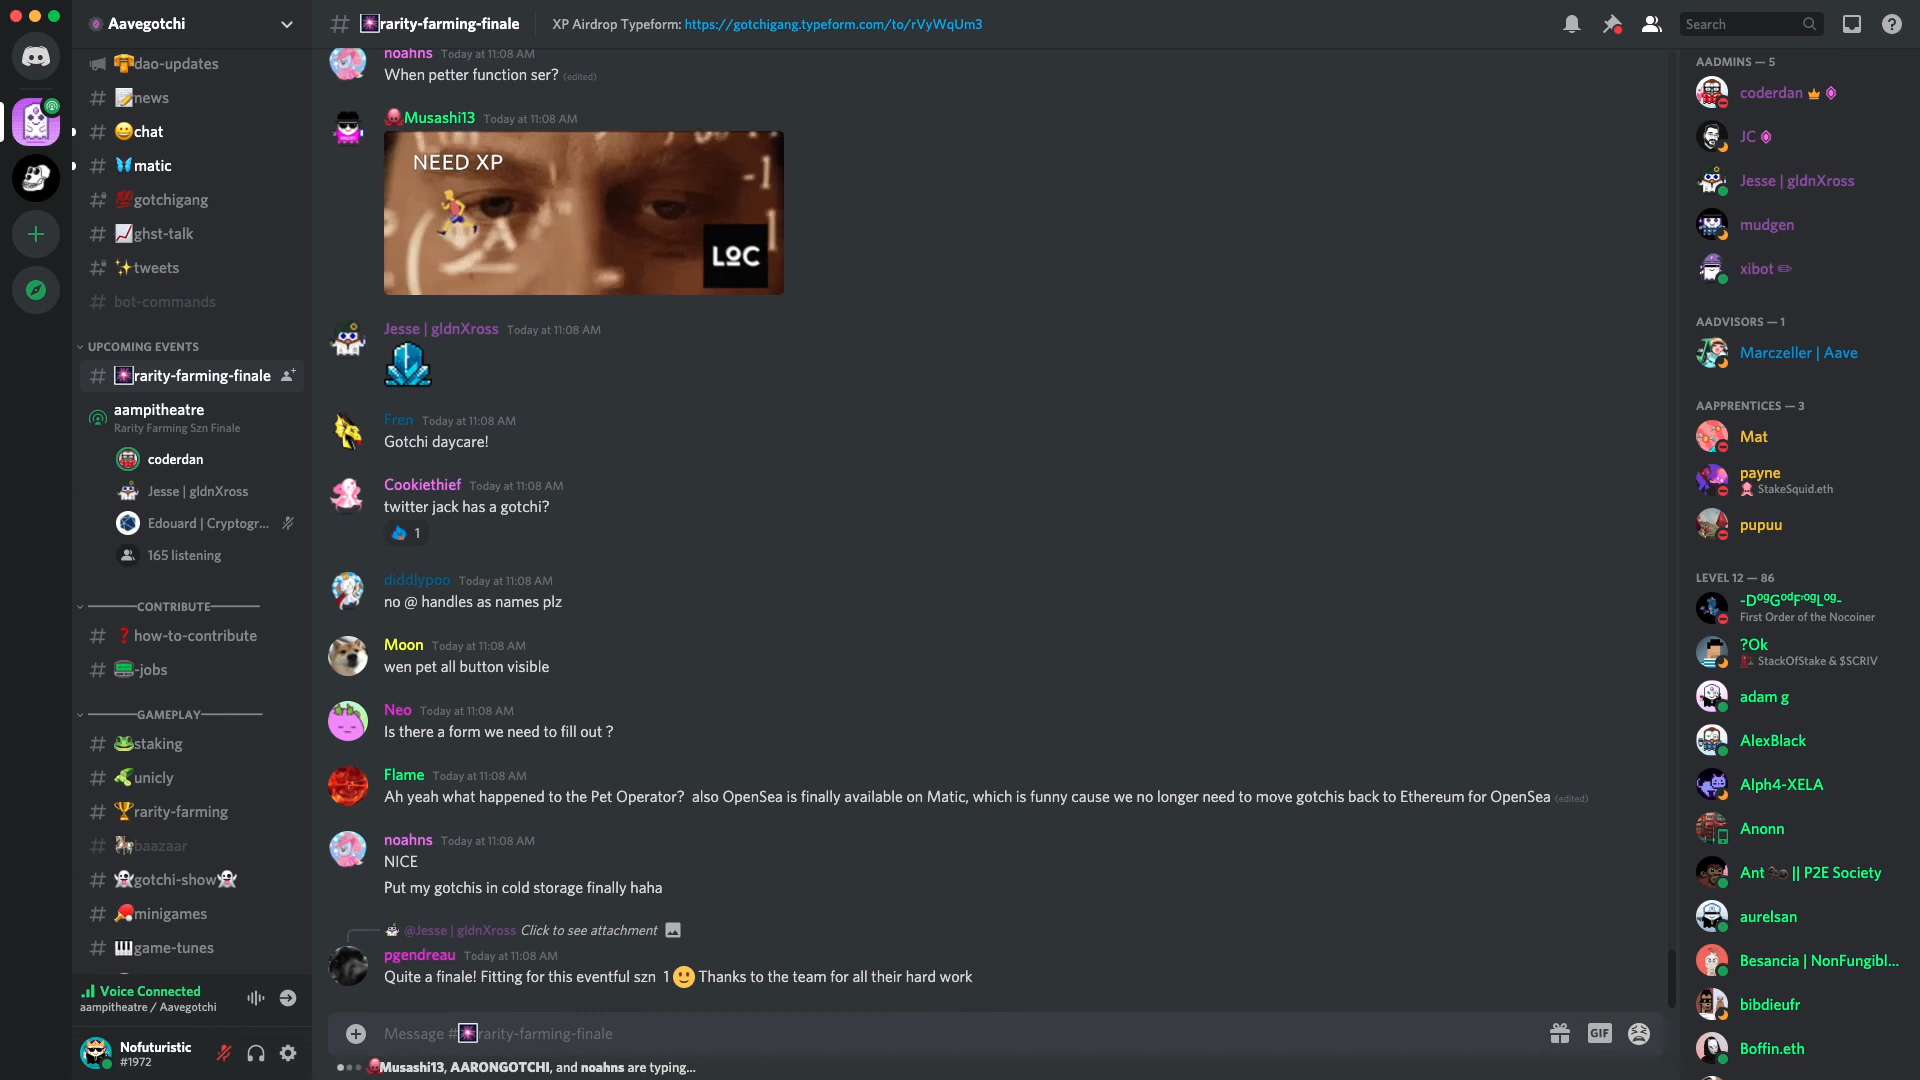 Aavegotchi
dao-updates
news
chat
matic
gotchigang
ghst-talk
tweets
bot-commands
UPCOMING EVENTS
rarity-farming-finale
aampitheatre
Rarity Farming Szn Finale
coderdan
Jesse | gldnXross
Edouard | Cryptogr...
165 listening
CONTRIBUTE
how-to-contribute
-jobs
GAMEPLAY
staking
unicly
rarity-farming
baazaar
gotchi-show
minigames
game-tunes
Voice Connected
aampitheatre / Aavegotchi
Nofuturistic
#1972
rarity-farming-finale
XP Airdrop Typeform: https://gotchigang.typeform.com/to/rVyWqUm3
Search
noahns Today at 11:08 AM
When petter function ser? (edited)
Musashi13 Today at 11:08 AM
NEED XP
-1
LOC
Jesse | gldnXross Today at 11:08 AM
Fren Today at 11:08 AM
Gotchi daycare!
Cookiethief Today at 11:08 AM
twitter jack has a gotchi?
1
diddlypoo Today at 11:08 AM
no @ handles as names plz
Moon Today at 11:08 AM
wen pet all button visible
Neo Today at 11:08 AM
Is there a form we need to fill out ?
Flame Today at 11:08 AM
Ah yeah what happened to the Pet Operator? also OpenSea is finally available on Matic, which is funny cause we no longer need to move gotchis back to Ethereum for OpenSea (edited)
noahns Today at 11:08 AM
NICE
Put my gotchis in cold storage finally haha
@Jesse | gldnXross Click to see attachment
pgendreau Today at 11:08 AM
Quite a finale! Fitting for this eventful szn 1 🙂 Thanks to the team for all their hard work
Message #rarity-farming-finale
GIF
Musashi13, AARONGOTCHI, and noahns are typing...
AADMINS — 5
coderdan
JC
Jesse | gldnXross
mudgen
xibot
AADVISORS — 1
Marczeller | Aave
AAPPRENTICES — 3
Mat
payne
StakeSquid.eth
pupuu
LEVEL 12 — 86
-DᵒᵍGᵒᵈFʳᵒᵍLᵒᵍ-
First Order of the Nocoiner
?Ok
StackOfStake & $SCRIV
adam g
AlexBlack
Alph4-XELA
Anonn
Ant || P2E Society
aurelsan
Besancia | NonFungibl...
bibdieufr
Boffin.eth